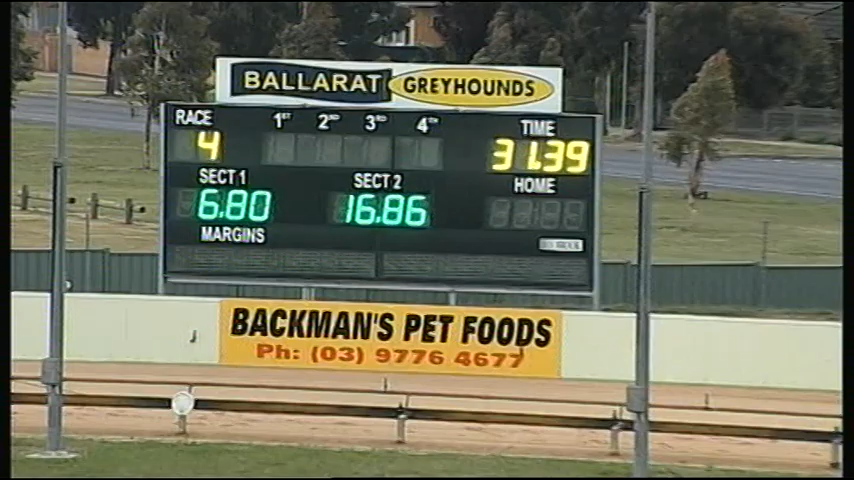 BALLARAT GREYHOUNDS
RACE 1ST 2ND 3RD 4TH TIME
4 31.39
SECT 1 SECT 2 HOME
6.80 16.86
MARGINS
BACKMAN'S PET FOODS
Ph: (03) 9776 4677